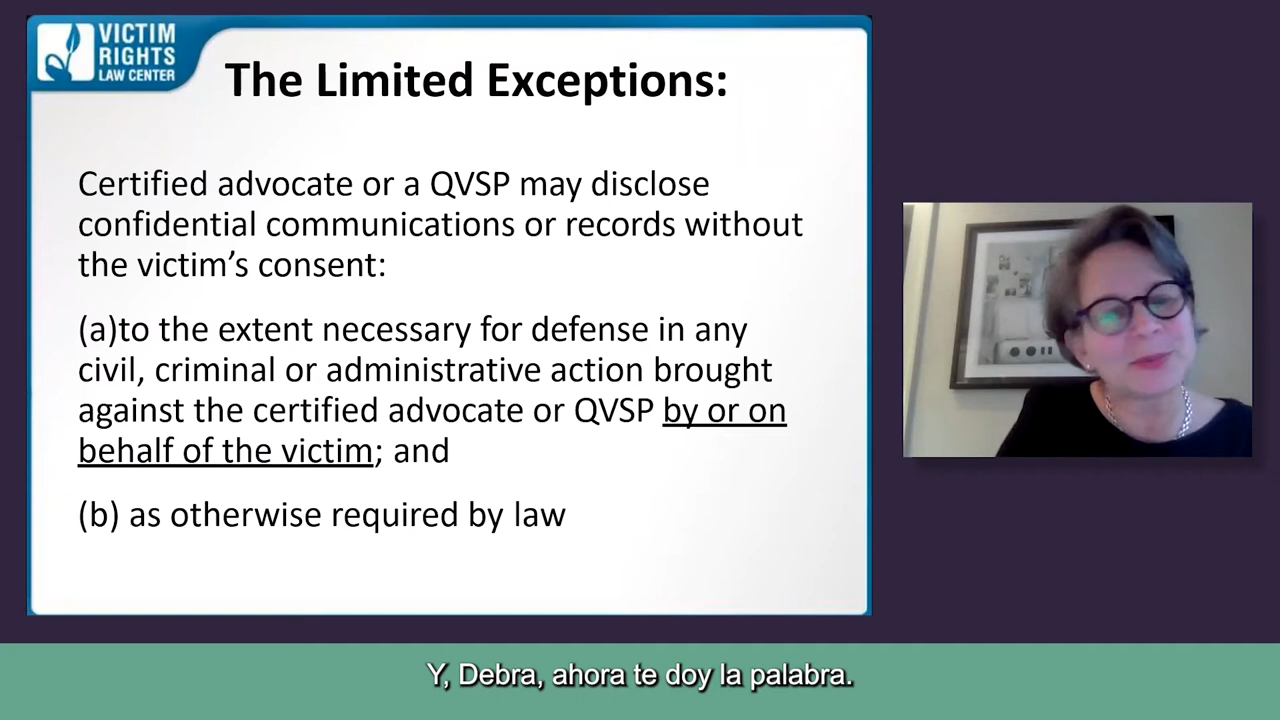 VICTIM
RIGHTS
LAW CENTER
The Limited Exceptions:
Certified advocate or a QVSP may disclose
confidential communications or records without
the victim’s consent:
(a)to the extent necessary for defense in any
civil, criminal or administrative action brought
against the certified advocate or QVSP by or on
behalf of the victim; and
(b) as otherwise required by law
Y, Debra, ahora te doy la palabra.